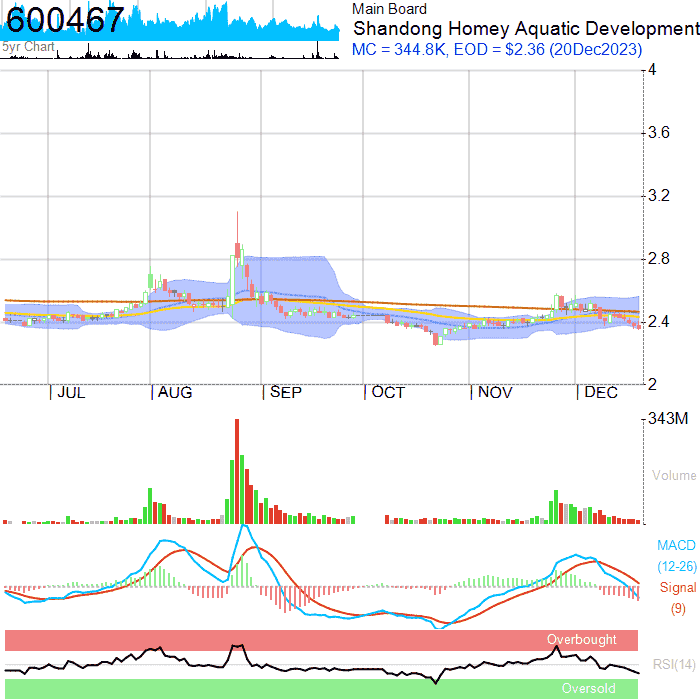 600467
5yr Chart
Main Board
Shandong Homey Aquatic Development
MC = 344.8K, EOD = $2.36 (20Dec2023)
4
3.6
3.2
2.8
2.4
2
JUL AUG SEP OCT NOV DEC
343M
Volume
MACD
(12-26)
Signal
(9)
Overbought
RSI(14)
Oversold